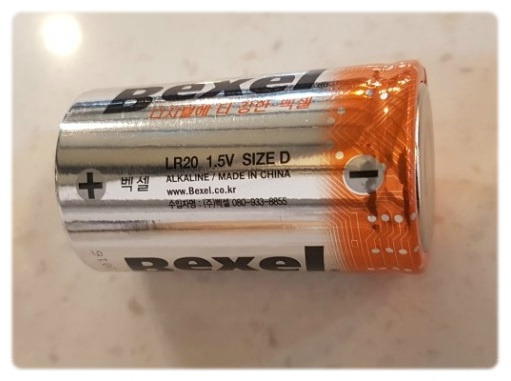 Bexel
디지털에 더 강한 벡셀
LR20 1.5V SIZE D
+ 벡셀 ALKALINE / MADE IN CHINA -
www.Bexel.co.kr
수입자명 : (주)벡셀 080-933-8855
Bexel